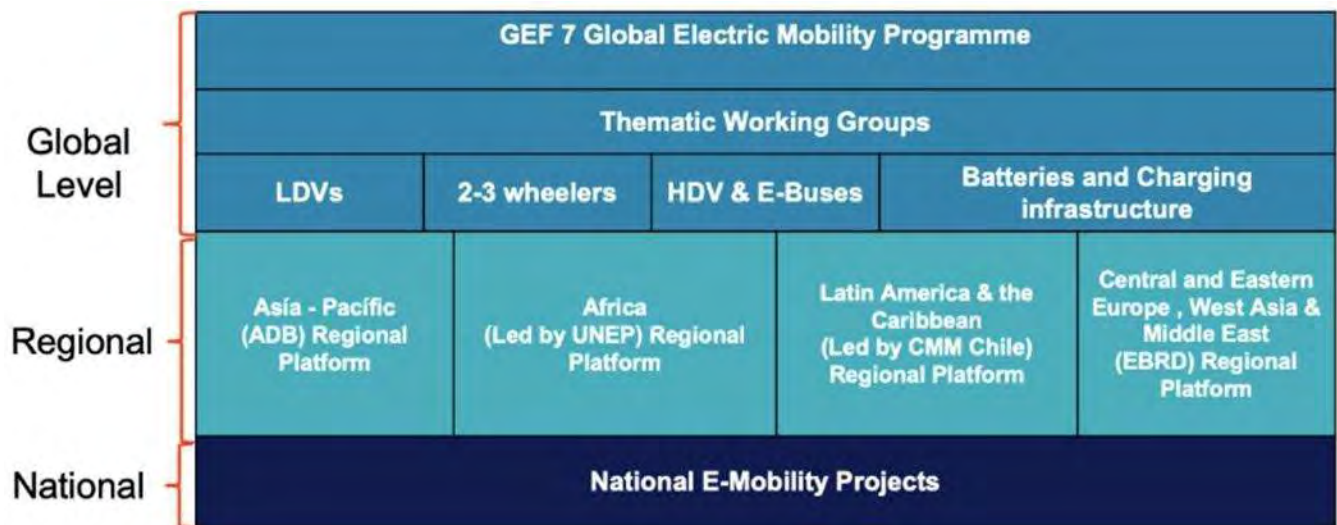 GEF 7 Global Electric Mobility Programme
Thematic Working Groups
Global
Level
LDVs
2-3 wheelers
HDV & E-Buses
Batteries and Charging
infrastructure
Regional
Asía - Pacífic
(ADB) Regional
Platform
Africa
(Led by UNEP) Regional
Platform
Latin America & the
Caribbean
(Led by CMM Chile)
Regional Platform
Central and Eastern
Europe , West Asia &
Middle East
(EBRD) Regional
Platform
National
National E-Mobility Projects